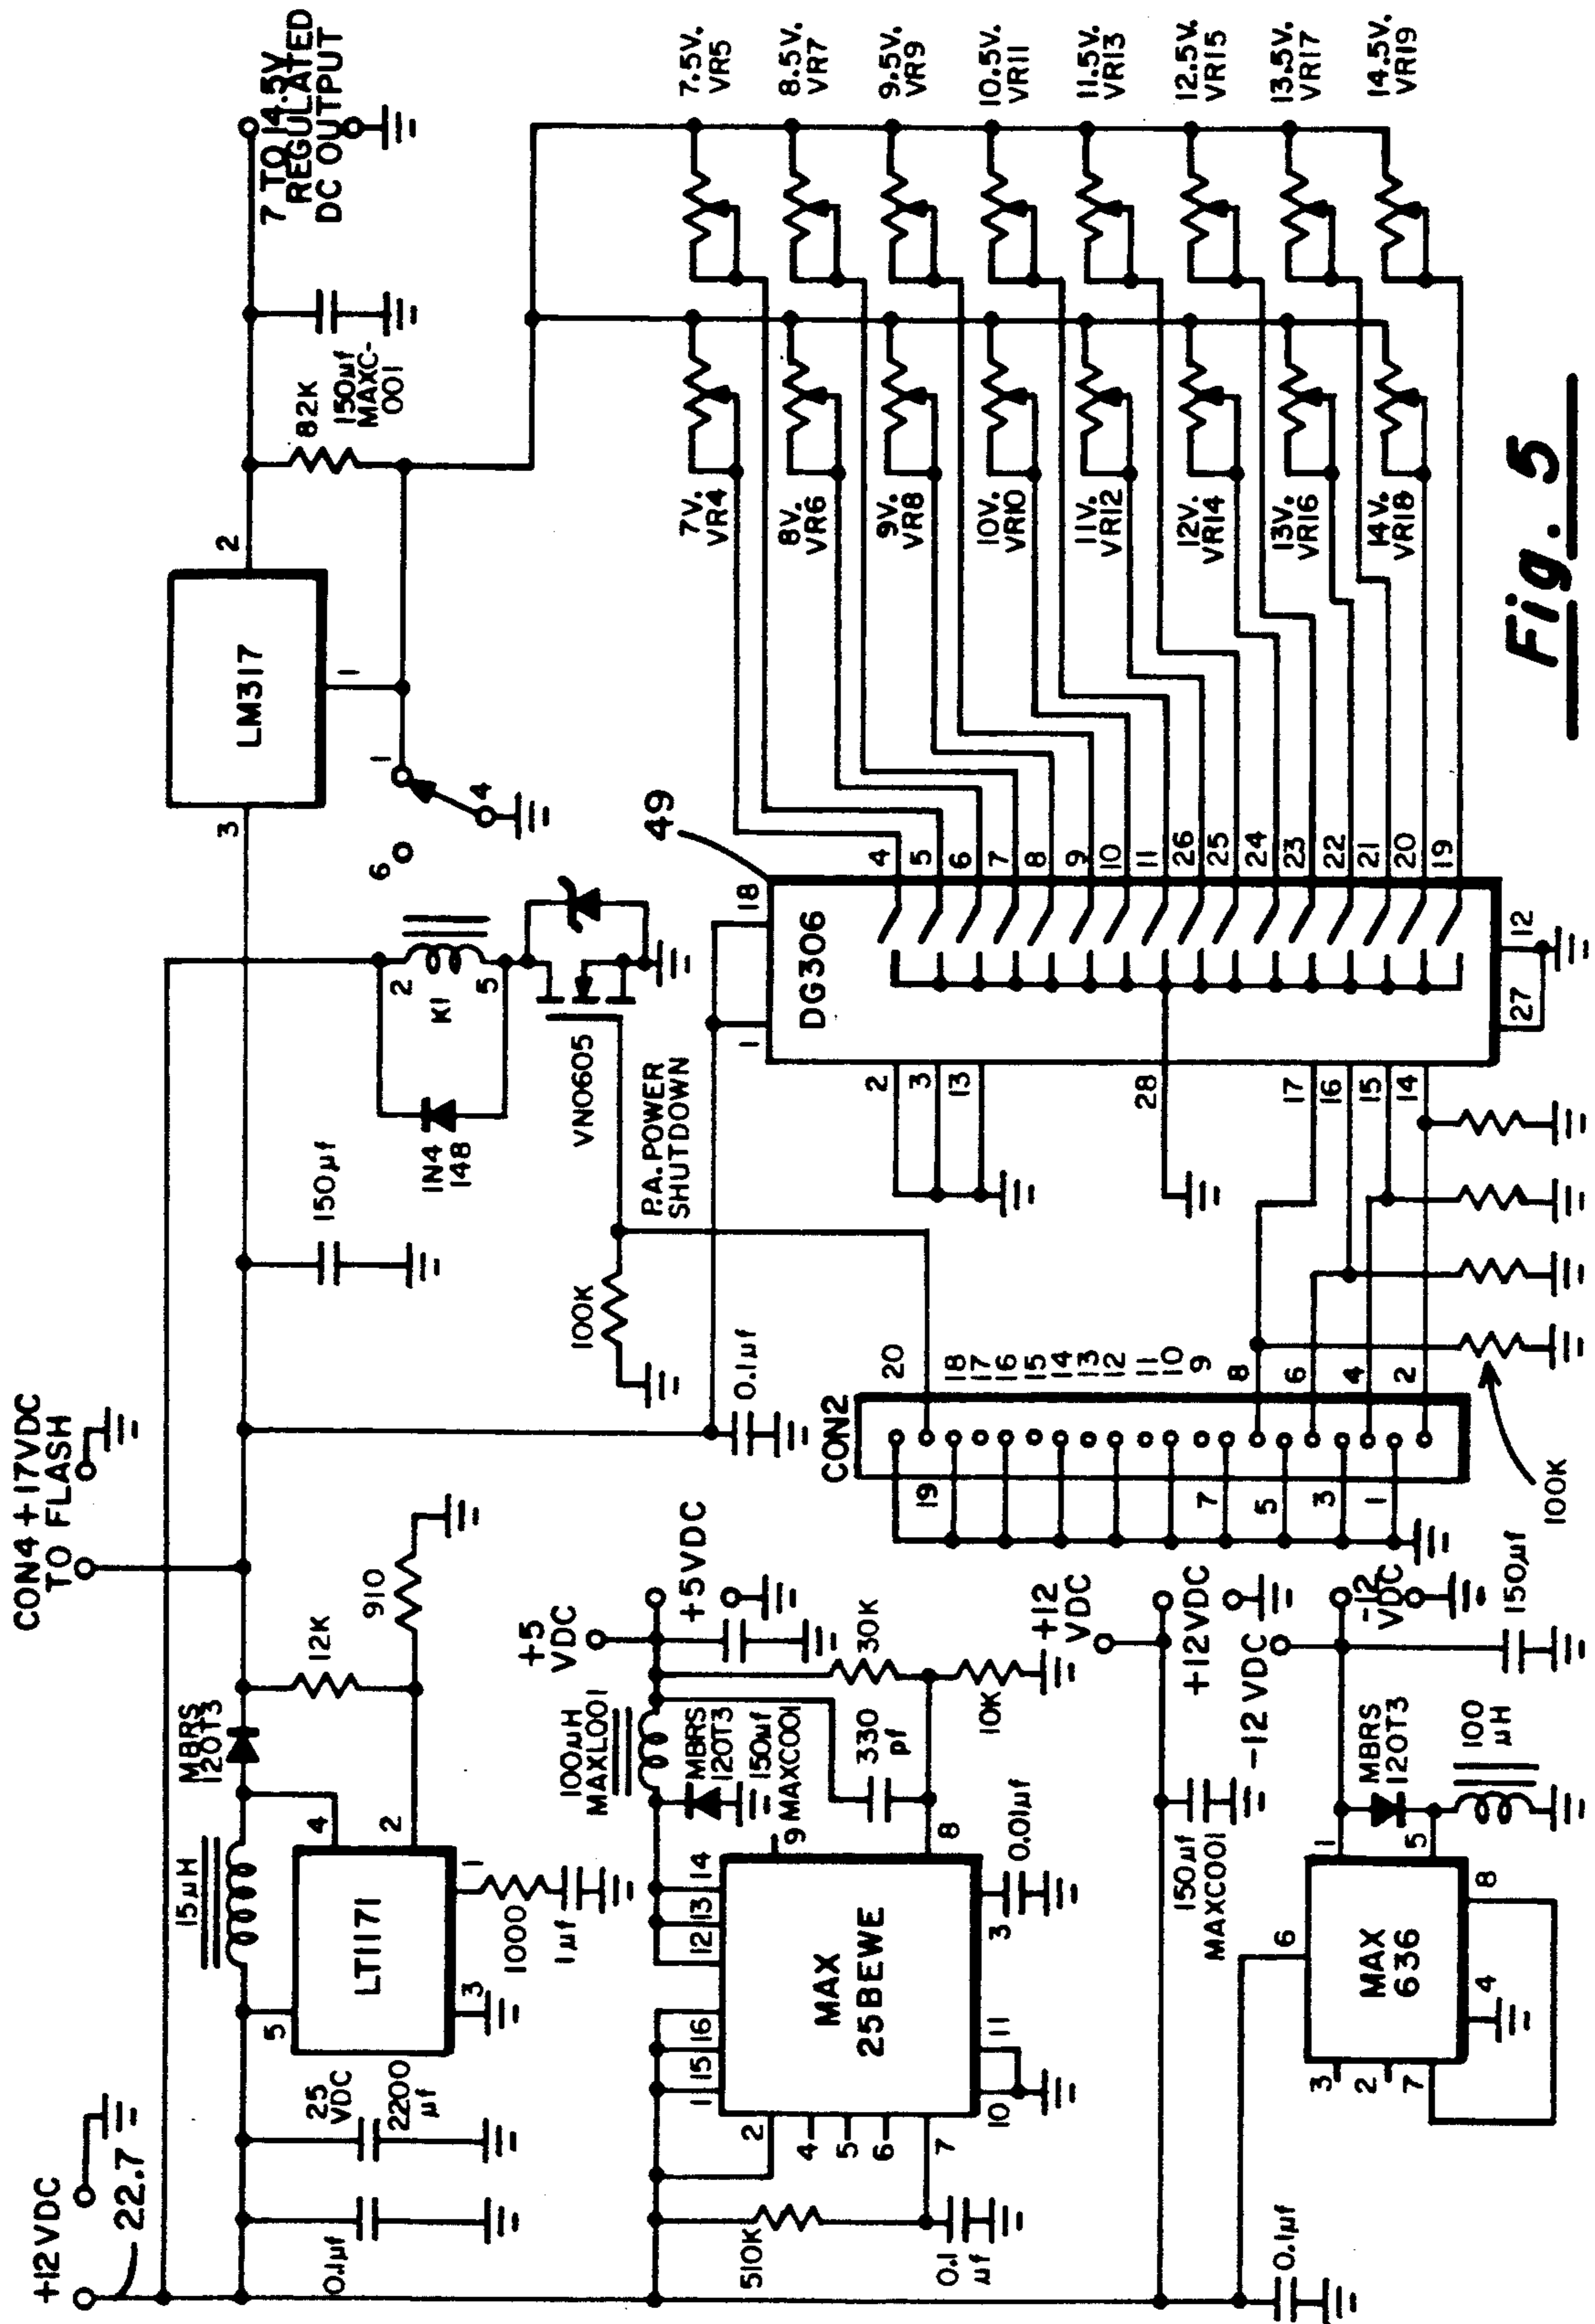 +12VDC
22.7
0.1µf
25
VDC
2200
µf
15µH
5
LT1171
4
2
1
3
1000
1µf
MBRS
120T3
12K
910
CON4 +17VDC
TO FLASH
150µf
1N4
148
2
K1
5
VN0605
P.A. POWER
SHUTDOWN
100K
0.1µf
3
LM317
2
1
1
4
6
82K
150µf
MAXC-
001
7 TO 14.5V
REGULATED
DC OUTPUT
510K
0.1
µf
1
15
16
12
13
14
2
4
5
6
7
MAX
25BEWE
9
8
10
11
3
0.01µf
100µH
MAXL001
MBRS
120T3
150µf
MAXC001
330
pf
+5
VDC
+5VDC
30K
10K
+12
VDC
+12VDC
150µf
MAXC001
-12VDC
-12
VDC
150µf
MBRS
120T3
100
µH
0.1µf
6
1
5
MAX
636
3
2
7
4
8
CON2
20
18
17
16
15
14
13
12
11
10
9
8
6
4
2
19
7
5
3
1
100K
49
DG306
1
18
2
3
13
28
17
16
15
14
27
12
4
5
6
7
8
9
10
11
26
25
24
23
22
21
20
19
7V.
VR4
8V.
VR6
9V.
VR8
10V.
VR10
11V.
VR12
12V.
VR14
13V.
VR16
14V.
VR18
7.5V.
VR5
8.5V.
VR7
9.5V.
VR9
10.5V.
VR11
11.5V.
VR13
12.5V.
VR15
13.5V.
VR17
14.5V.
VR19
Fig. 5